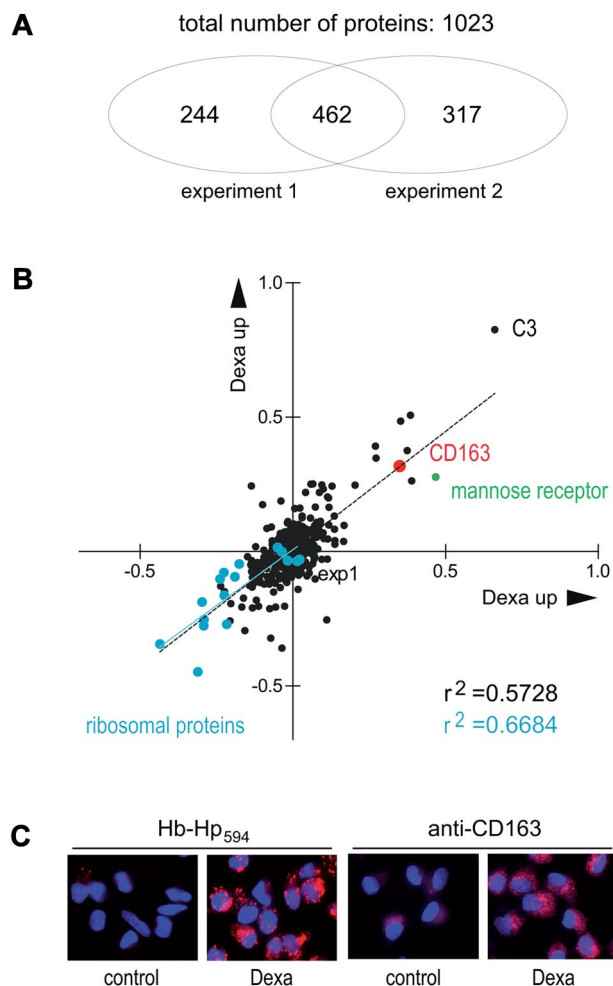 A
total number of proteins: 1023
244 462 317
experiment 1 experiment 2
B
1.0
Dexa up
C3
0.5
CD163
mannose receptor
-0.5 exp1 0.5 1.0
Dexa up
-0.5
r2 =0.5728
ribosomal proteins r2 =0.6684
C
Hb-Hp594 anti-CD163
control Dexa control Dexa